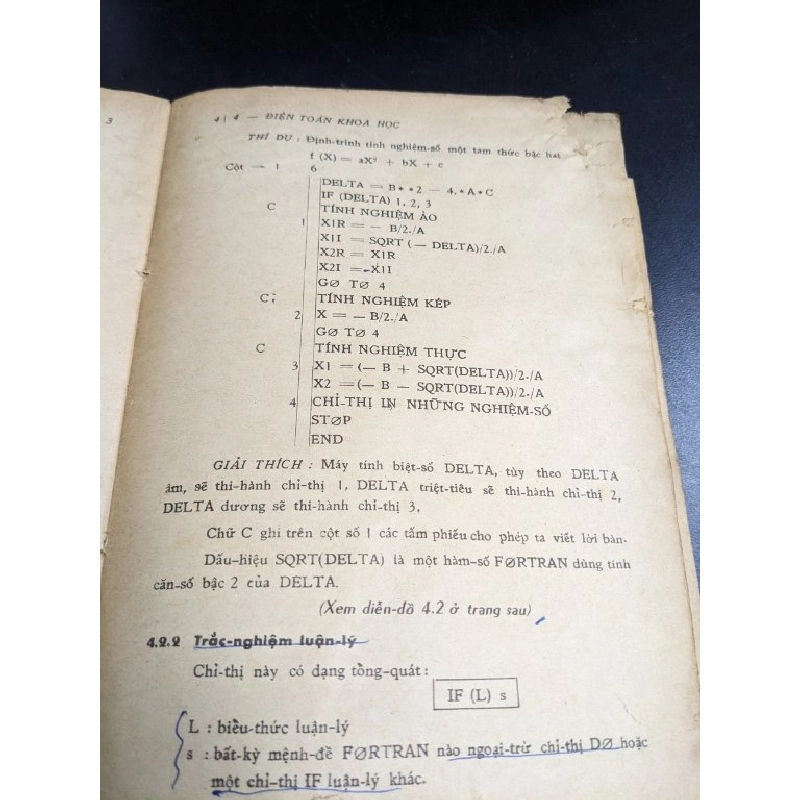 3
4 | 4 — ĐIỆN TOÁN KHOA HỌC
THÍ DỤ : Định-trình tính nghiệm-số một tam thức bậc hai
f (X) = aX² + bX + c
Cột → 1 6
DELTA = B * * 2 — 4. * A * C
IF (DELTA) 1, 2, 3
C TÍNH NGHIỆM ẢO
1 X1R = — B/2./A
X1I = SQRT (— DELTA)/2./A
X2R = X1R
X2I = -X1I
GØ TØ 4
C TÍNH NGHIỆM KÉP
2 X = — B/2./A
GØ TØ 4
C TÍNH NGHIỆM THỰC
3 X1 = (— B + SQRT(DELTA))/2./A
X2 = (— B — SQRT(DELTA))/2./A
4 CHỈ-THỊ IN NHỮNG NGHIỆM-SỐ
STØP
END
GIẢI THÍCH : Máy tính biệt-số DELTA, tùy theo DELTA
âm, sẽ thi-hành chỉ-thị 1, DELTA triệt-tiêu sẽ thi-hành chỉ-thị 2,
DELTA dương sẽ thi-hành chỉ-thị 3.
Chữ C ghi trên cột số 1 các tấm phiếu cho phép ta viết lời bàn.
Dấu-hiệu SQRT(DELTA) là một hàm-số FØRTRAN dùng tính
căn-số bậc 2 của DELTA.
(Xem diễn-đồ 4.2 ở trang sau)
4.2.2 Trắc-nghiệm luận-lý
Chỉ-thị này có dạng tổng-quát :
IF (L) s
L : biểu-thức luận-lý
s : bất-kỳ mệnh-đề FØRTRAN nào ngoại-trừ chỉ-thị DØ hoặc
một chỉ-thị IF luận-lý khác.